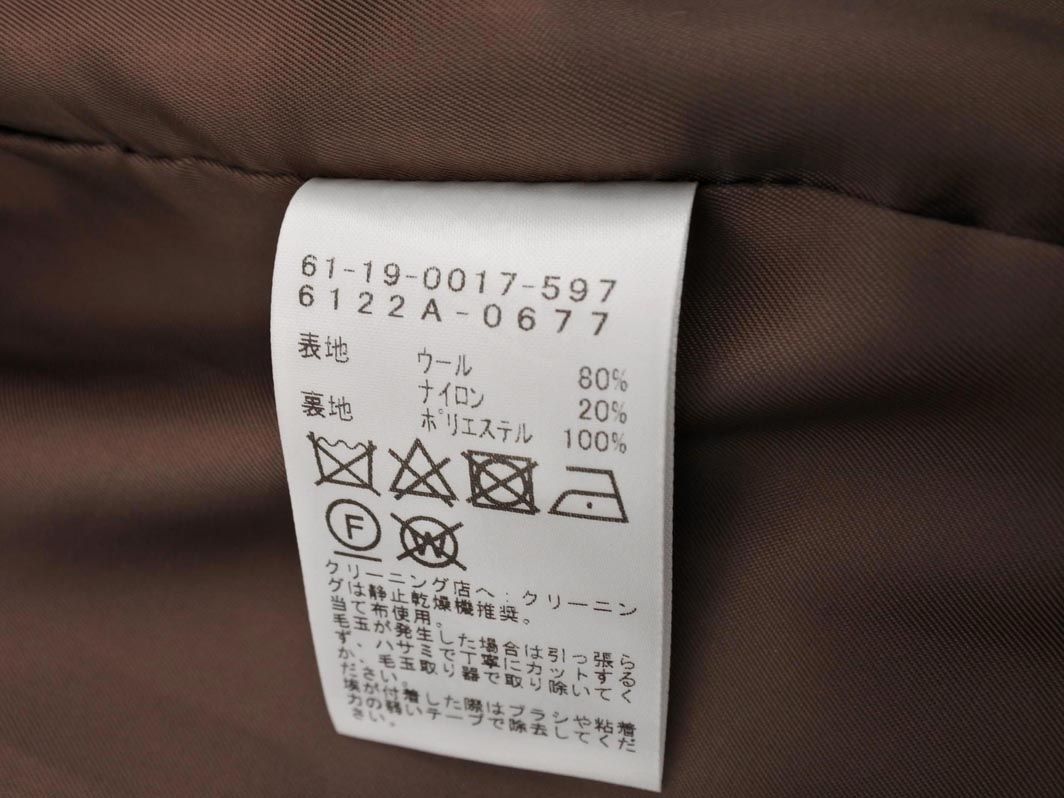 61-19-0017-597
6122A-0677
表地 ウール 80%
ナイロン 20%
裏地 ポリエステル 100%
F
W
クリーニング店へ:クリーニン
グは静止乾燥機推奨。
当て布使用。
毛玉が発生した場合は引っ張ら
ず、ハサミで丁寧にカットする
か、毛玉取り器で取り除いてく
ださい。
埃が付着した際はブラシや粘着
力の弱いテープで除去してくだ
さい。